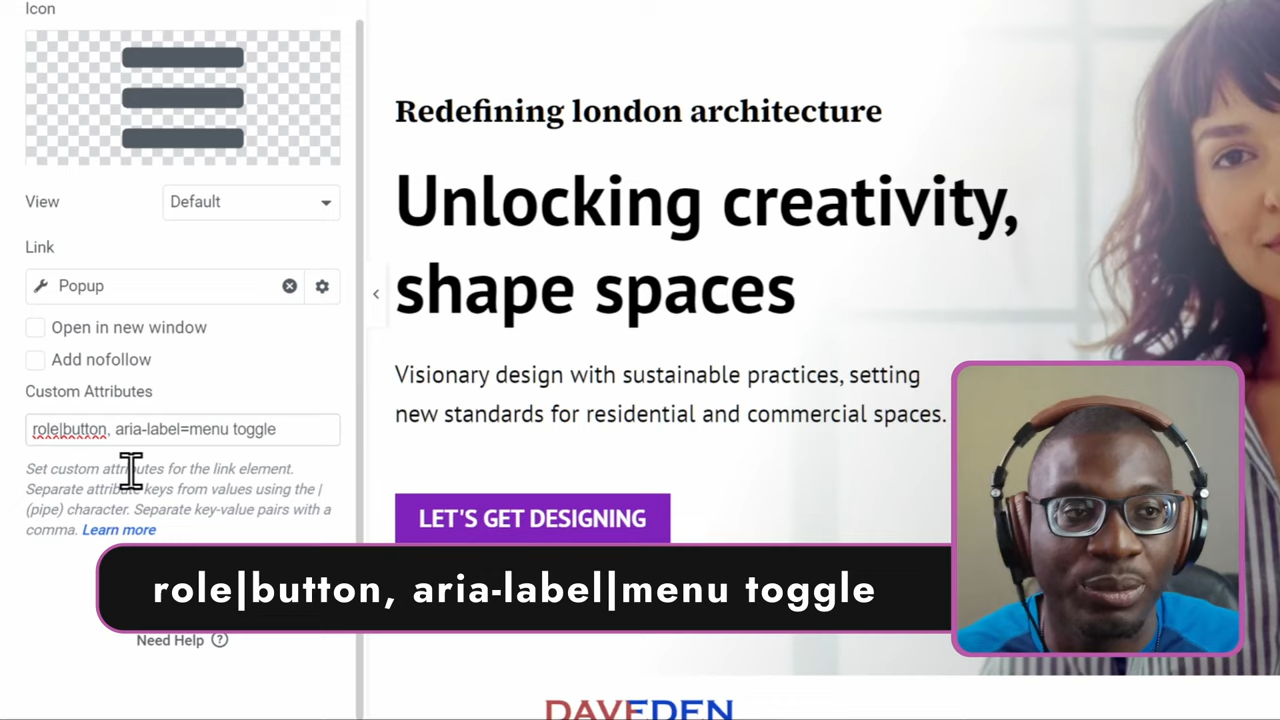 Icon
View
Default
Link
Popup
Open in new window
Add nofollow
Custom Attributes
role|button, aria-label=menu toggle
Set custom attributes for the link element.
Separate attribute keys from values using the |
(pipe) character. Separate key-value pairs with a
comma. Learn more
Need Help
Redefining london architecture
Unlocking creativity,
shape spaces
Visionary design with sustainable practices, setting
new standards for residential and commercial spaces.
LET'S GET DESIGNING
role|button, aria-label|menu toggle
DAVEDEN